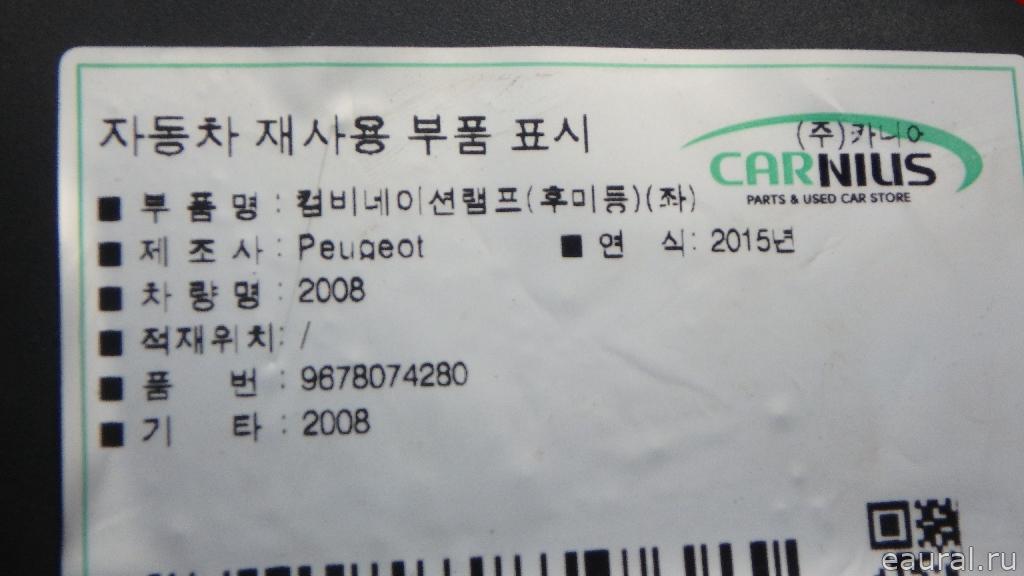 자동차 재사용 부품 표시
(주)카니아
CARNIUS
PARTS & USED CAR STORE
■ 부 품 명 : 컴비네이션램프(후미등)(좌)
■ 제 조 사 : Peugeot ■ 연 식 : 2015년
■ 차 량 명 : 2008
■ 적재위치: /
■ 품 번 : 9678074280
■ 기 타 : 2008
eaural.ru